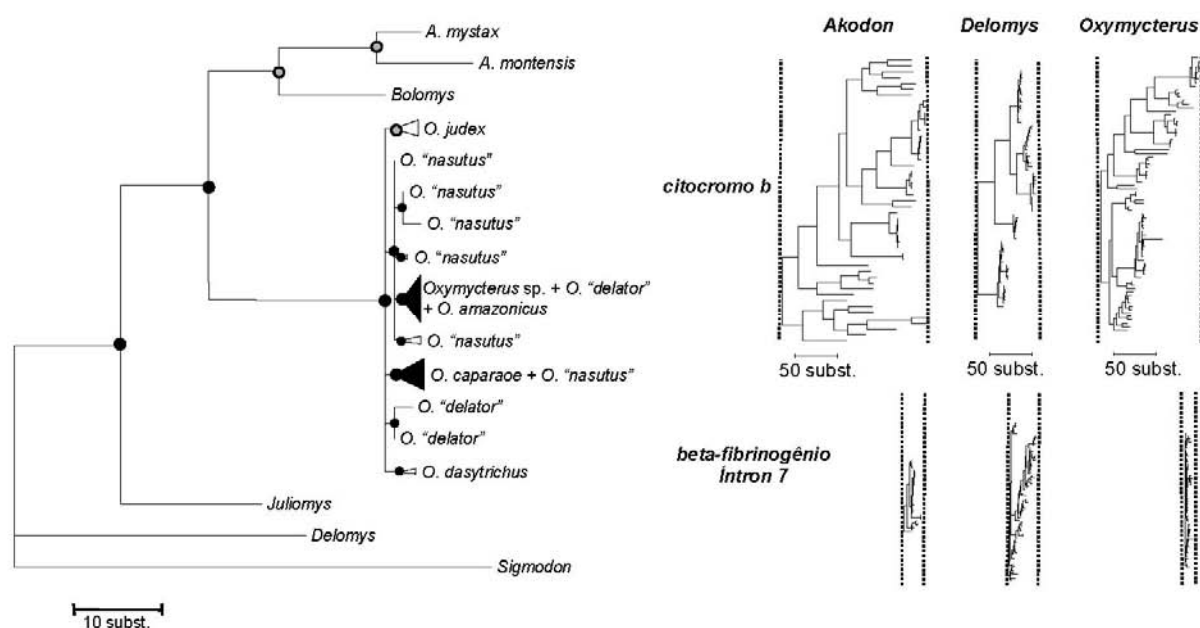 A. mystax
A. montensis
Bolomys
O. judex
O. “nasutus”
O. “nasutus”
O. “nasutus”
O. “nasutus”
Oxymycterus sp. + O. “delator”
+ O. amazonicus
O. “nasutus”
O. caparaoe + O. “nasutus”
O. “delator”
O. “delator”
O. dasytrichus
Juliomys
Delomys
Sigmodon
10 subst.
Akodon
Delomys
Oxymycterus
citocromo b
50 subst.
50 subst.
50 subst.
beta-fibrinogênio
Íntron 7